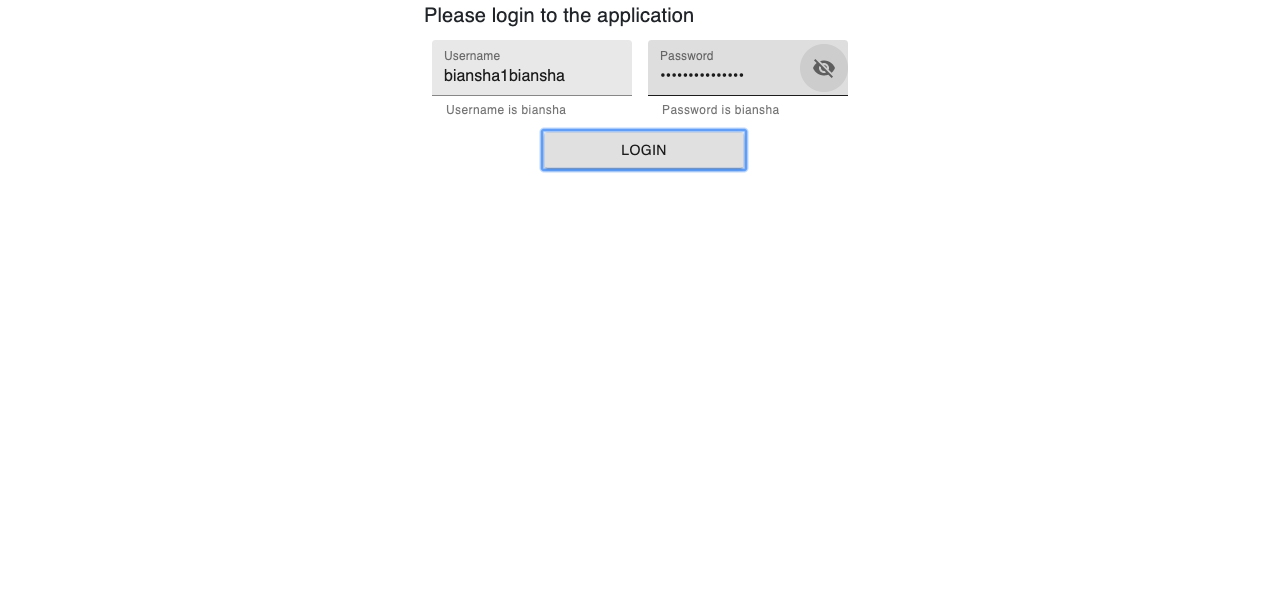 Please login to the application
Username
Password
biansha1biansha
•••••••••••••••
Username is biansha
Password is biansha
LOGIN